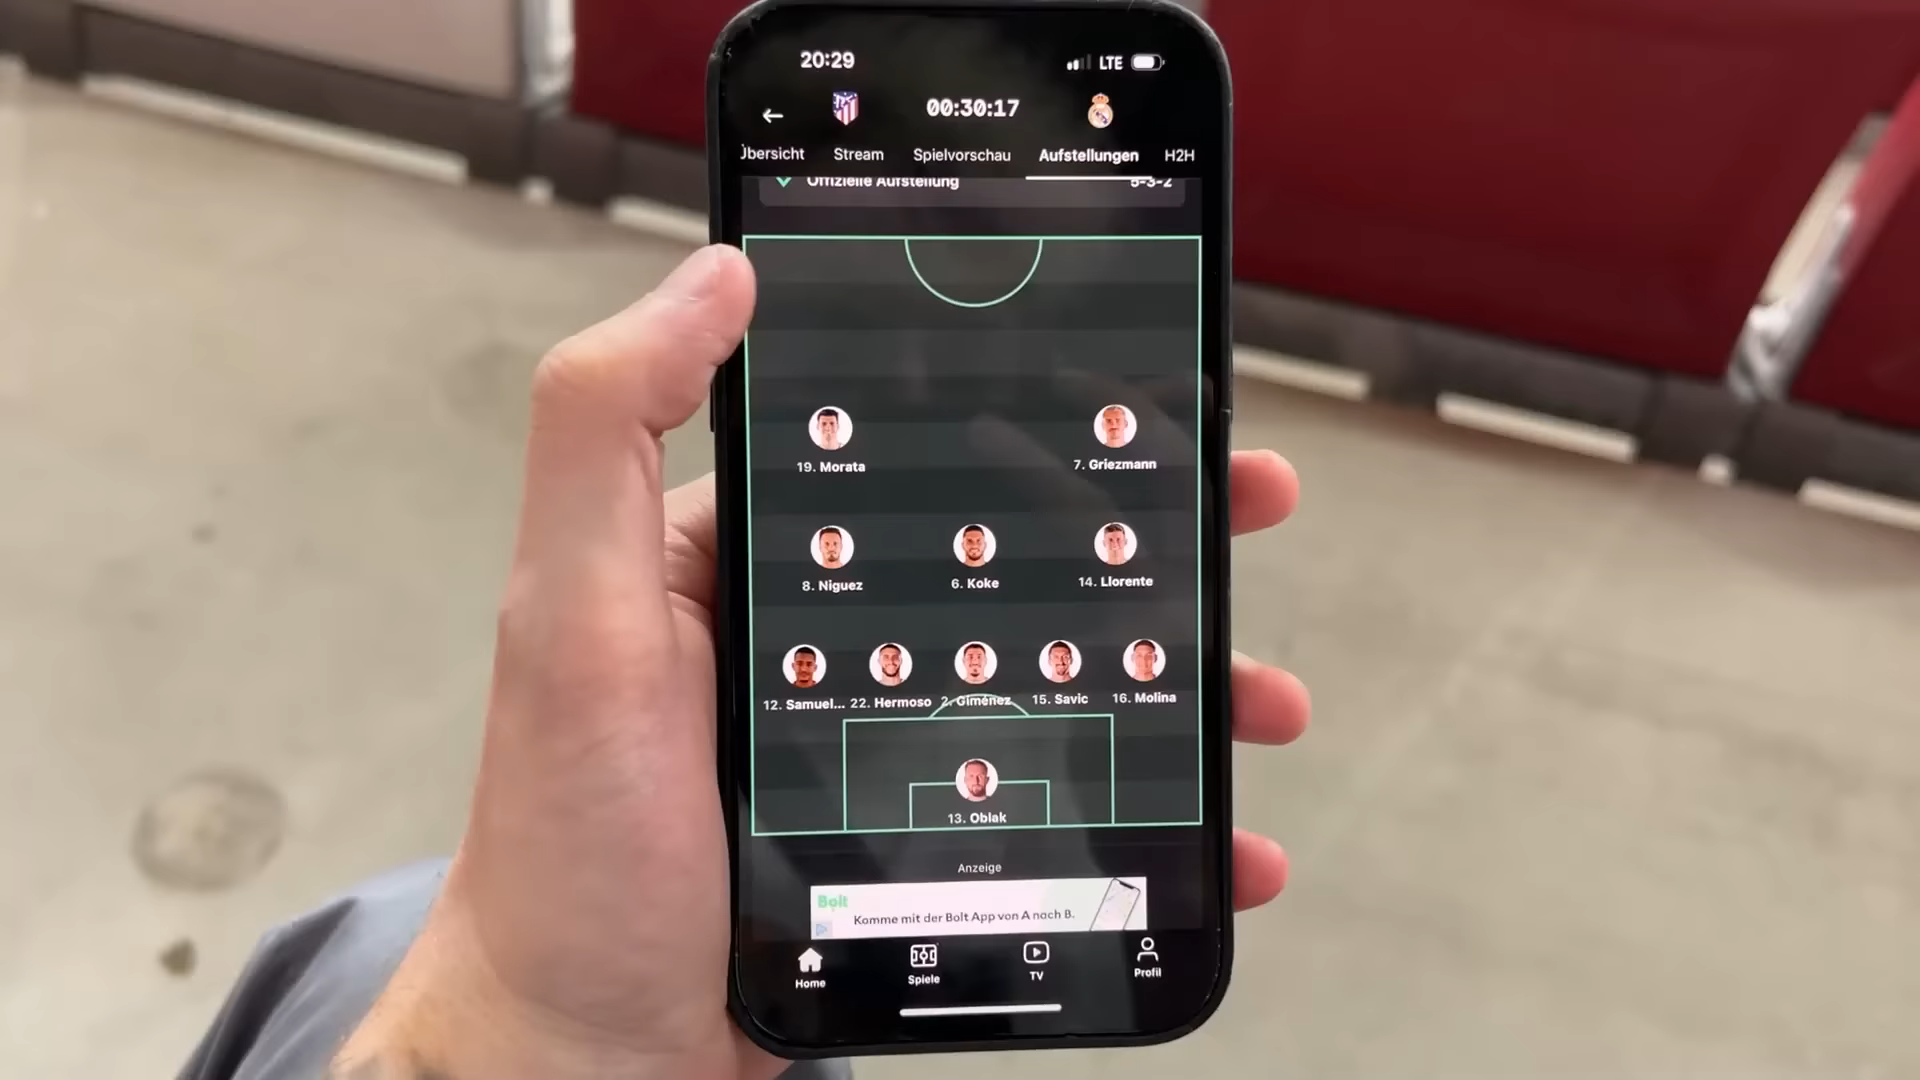 20:29
LTE
00:30:17
Übersicht Stream Spielvorschau Aufstellungen H2H
Offizielle Aufstellung 5-3-2
19. Morata
7. Griezmann
8. Niguez
6. Koke
14. Llorente
12. Samuel...
22. Hermoso
2. Giménez
15. Savic
16. Molina
13. Oblak
Anzeige
Bolt
Komme mit der Bolt App von A nach B.
Home Spiele TV Profil